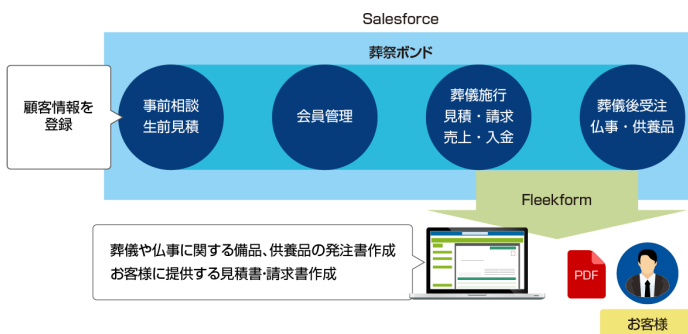 Salesforce
葬祭ボンド
顧客情報を
登録
事前相談
生前見積
会員管理
葬儀施行
見積・請求
売上・入金
葬儀後受注
仏事・供養品
Fleekform
葬儀や仏事に関する備品、供養品の発注書作成
お客様に提供する見積書・請求書作成
PDF
お客様